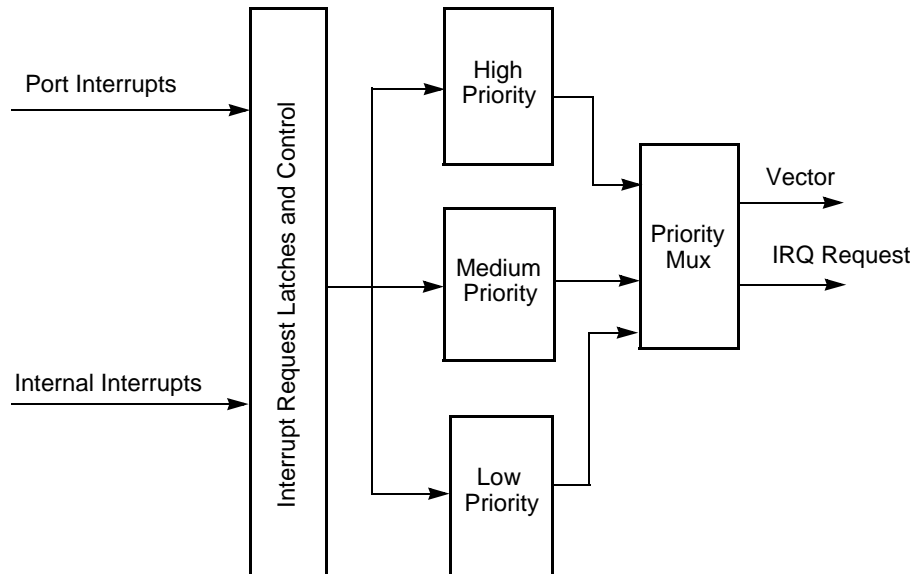 Port Interrupts
Internal Interrupts
Interrupt Request Latches and Control
High
Priority
Medium
Priority
Low
Priority
Priority
Mux
Vector
IRQ Request